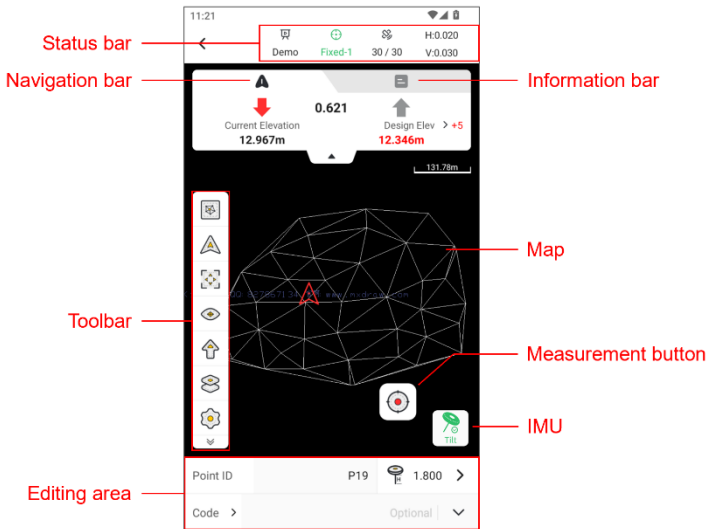 11:21
Status bar
Demo
Fixed-1
30 / 30
H:0.020
V:0.030
Navigation bar
Information bar
0.621
Current Elevation
12.967m
Design Elev
+5
12.346m
131.78m
Map
Toolbar
Measurement button
IMU
Tilt
Editing area
Point ID
P19
H
1.800
Code
Optional